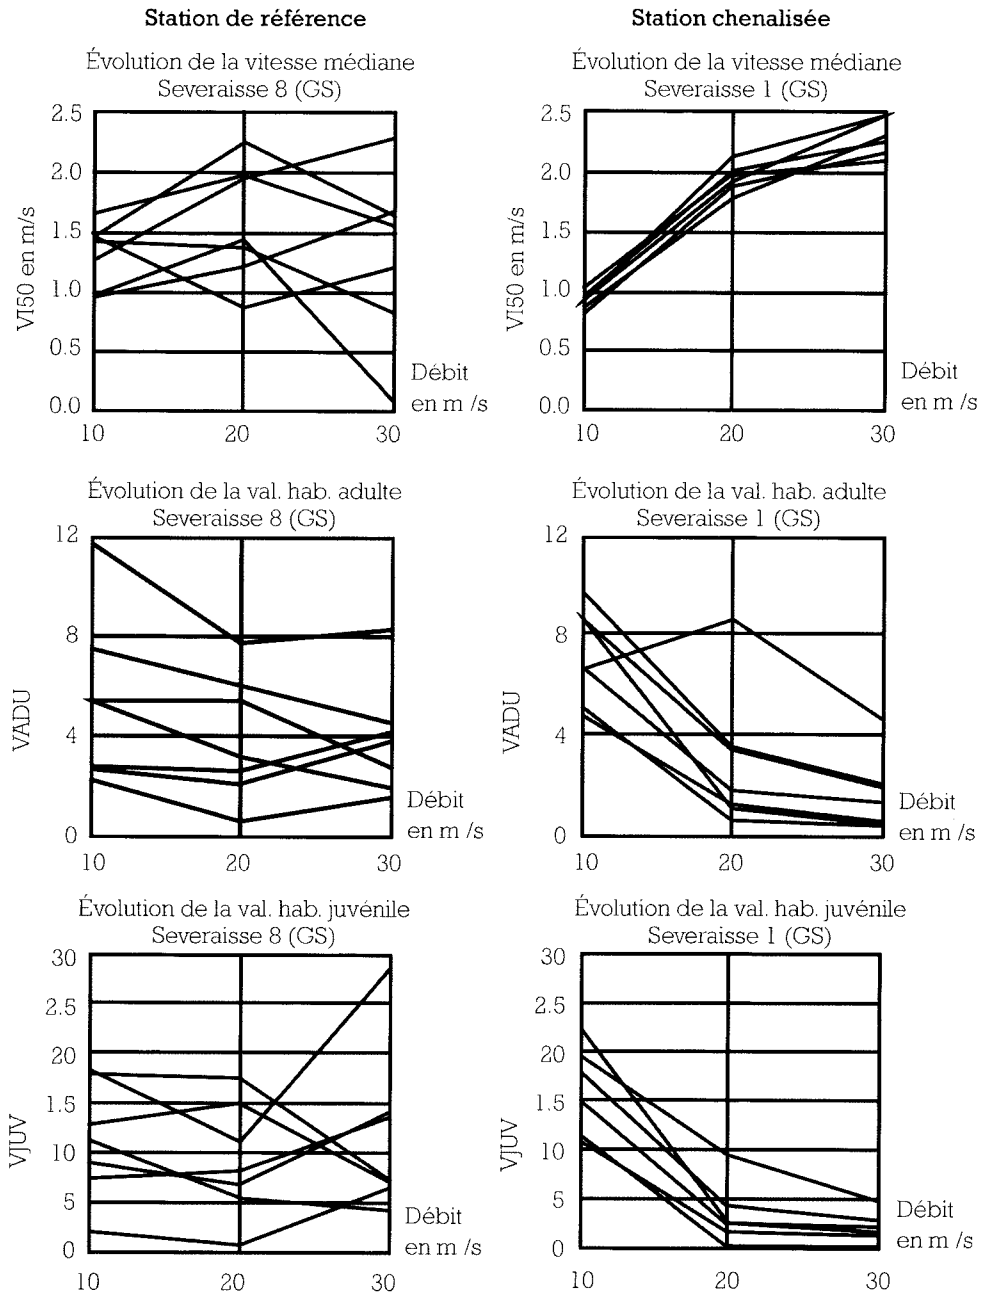 Station de référence
Station chenalisée
Évolution de la vitesse médiane
Severaisse 8 (GS)
2.5
2.0
1.5
1.0
0.5
0.0
VI50 en m/s
10
20
30
Débit
en m /s
Évolution de la vitesse médiane
Severaisse 1 (GS)
2.5
2.0
1.5
1.0
0.5
0.0
VI50 en m/s
10
20
30
Débit
en m /s
Évolution de la val. hab. adulte
Severaisse 8 (GS)
12
8
4
0
VADU
10
20
30
Débit
en m /s
Évolution de la val. hab. adulte
Severaisse 1 (GS)
12
8
4
0
VADU
10
20
30
Débit
en m /s
Évolution de la val. hab. juvénile
Severaisse 8 (GS)
30
2.5
20
1.5
10
5
0
VJUV
10
20
30
Débit
en m /s
Évolution de la val. hab. juvénile
Severaisse 1 (GS)
30
2.5
20
1.5
10
5
0
VJUV
10
20
30
Débit
en m /s